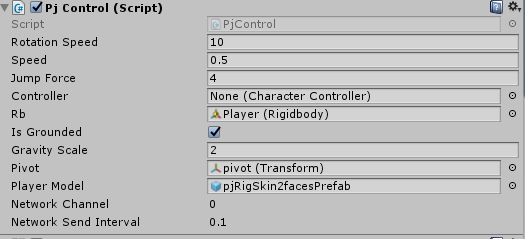 Pj Control (Script)
Script PjControl
Rotation Speed 10
Speed 0.5
Jump Force 4
Controller None (Character Controller)
Rb Player (Rigidbody)
Is Grounded
Gravity Scale 2
Pivot pivot (Transform)
Player Model pjRigSkin2facesPrefab
Network Channel 0
Network Send Interval 0.1